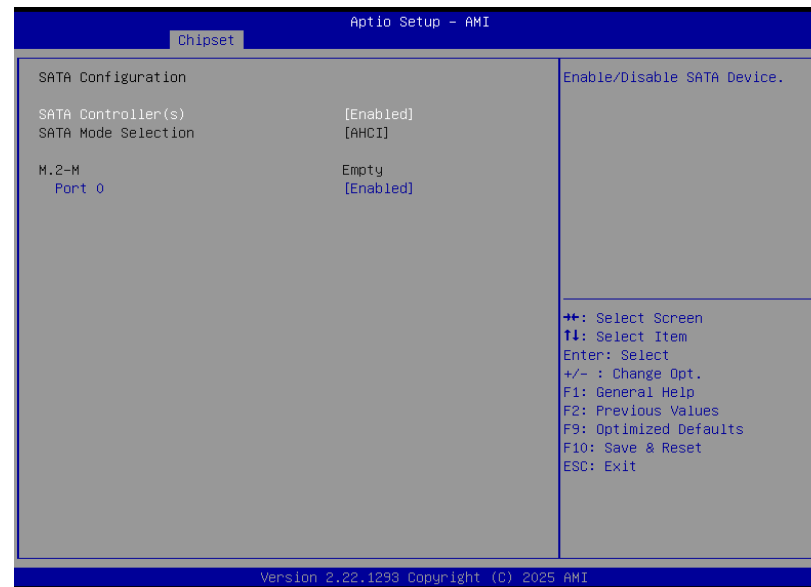 Aptio Setup - AMI
Chipset
SATA Configuration
SATA Controller(s) [Enabled]
SATA Mode Selection [AHCI]
M.2-M Empty
Port 0 [Enabled]
Enable/Disable SATA Device.
→←: Select Screen
↑↓: Select Item
Enter: Select
+/- : Change Opt.
F1: General Help
F2: Previous Values
F9: Optimized Defaults
F10: Save & Reset
ESC: Exit
Version 2.22.1293 Copyright (C) 2025 AMI